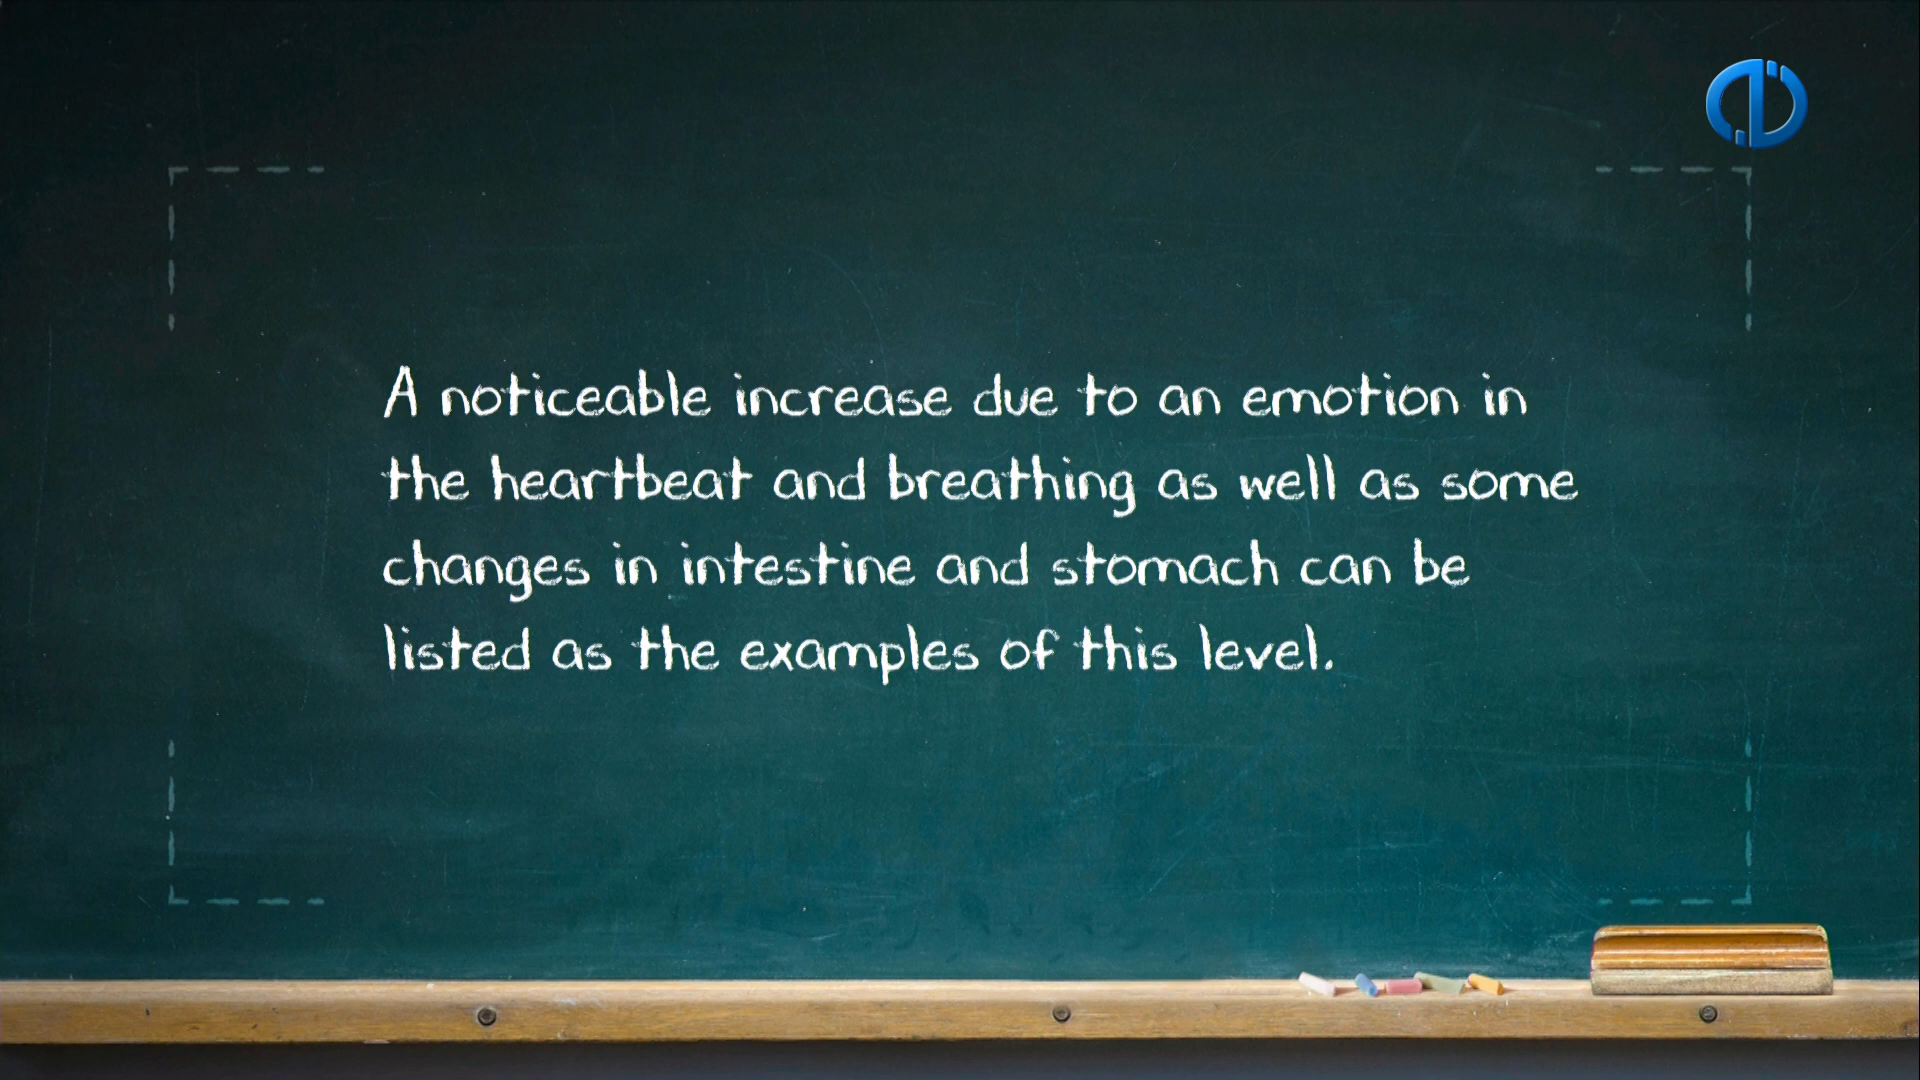 A noticeable increase due to an emotion in
the heartbeat and breathing as well as some
changes in intestine and stomach can be
listed as the examples of this level.